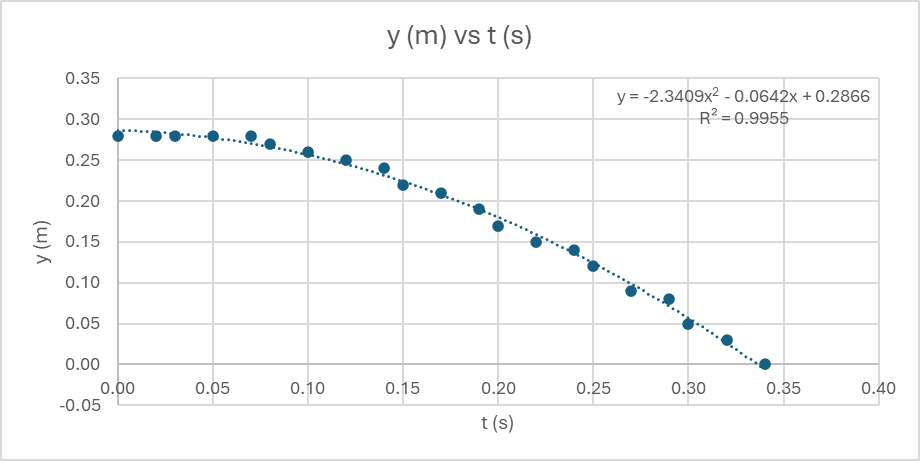 y (m) vs t (s)
y = -2.3409x² - 0.0642x + 0.2866
R² = 0.9955
0.35
0.30
0.25
0.20
0.15
0.10
0.05
0.00
-0.05
y (m)
0.00 0.05 0.10 0.15 0.20 0.25 0.30 0.35 0.40
t (s)